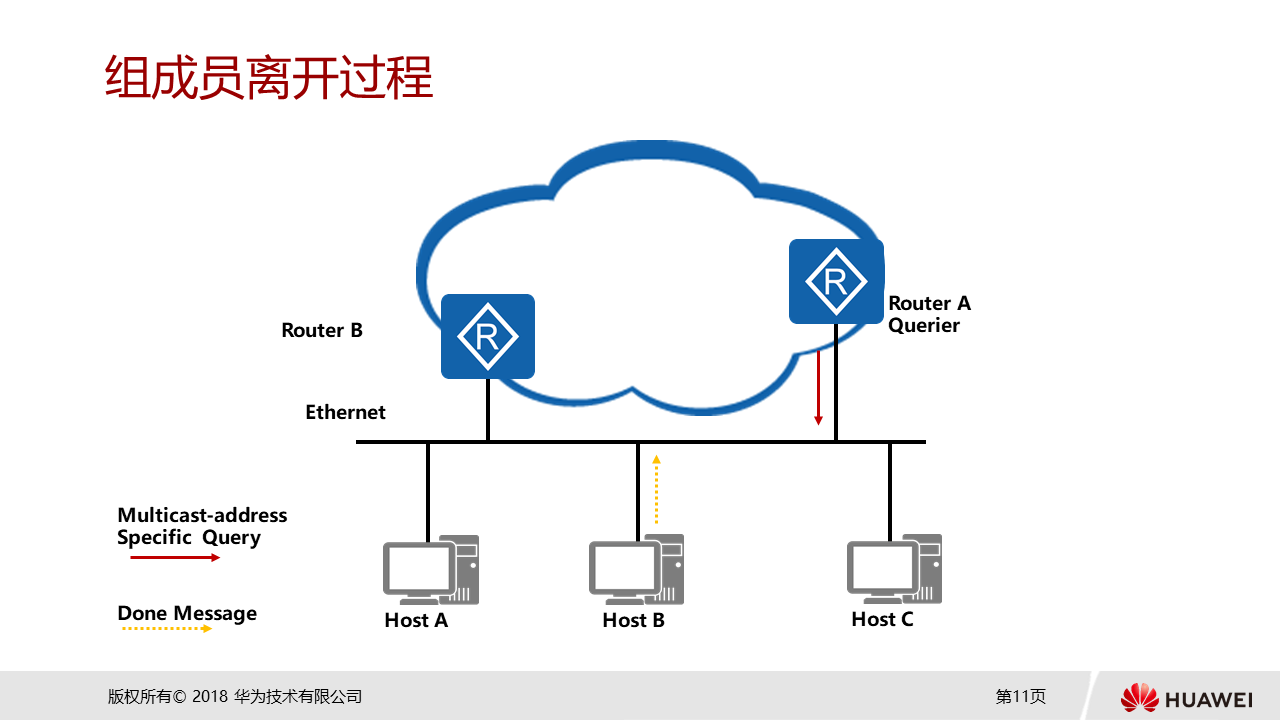 组成员离开过程
R
Router A
Querier
Router B
R
Ethernet
Multicast-address
Specific Query
Done Message
Host A
Host B
Host C
版权所有© 2018 华为技术有限公司
第11页
HUAWEI